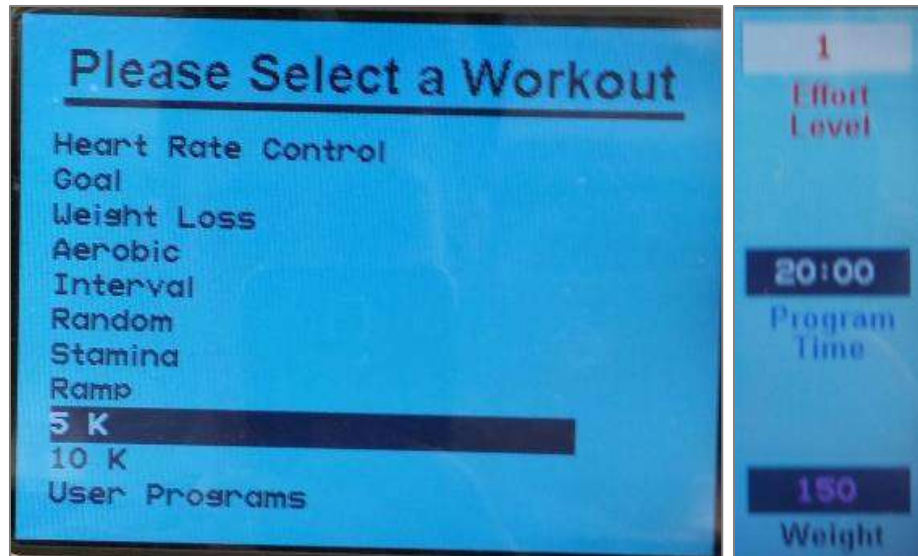 Please Select a Workout
Heart Rate Control
Goal
Weight Loss
Aerobic
Interval
Random
Stamina
Ramp
5 K
10 K
User Programs
1
Effort
Level
20:00
Program
Time
150
Weight